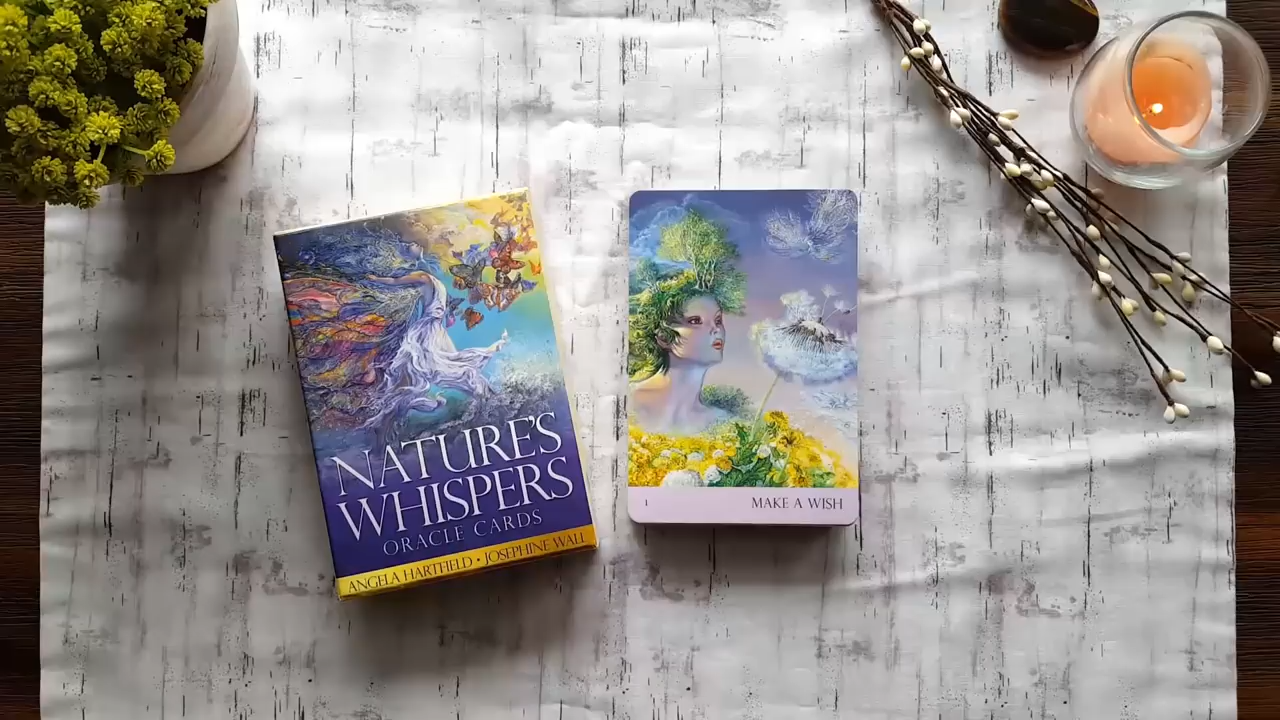 NATURE'S
WHISPERS
ORACLE CARDS
ANGELA HARTFIELD • JOSEPHINE WALL
1
MAKE A WISH